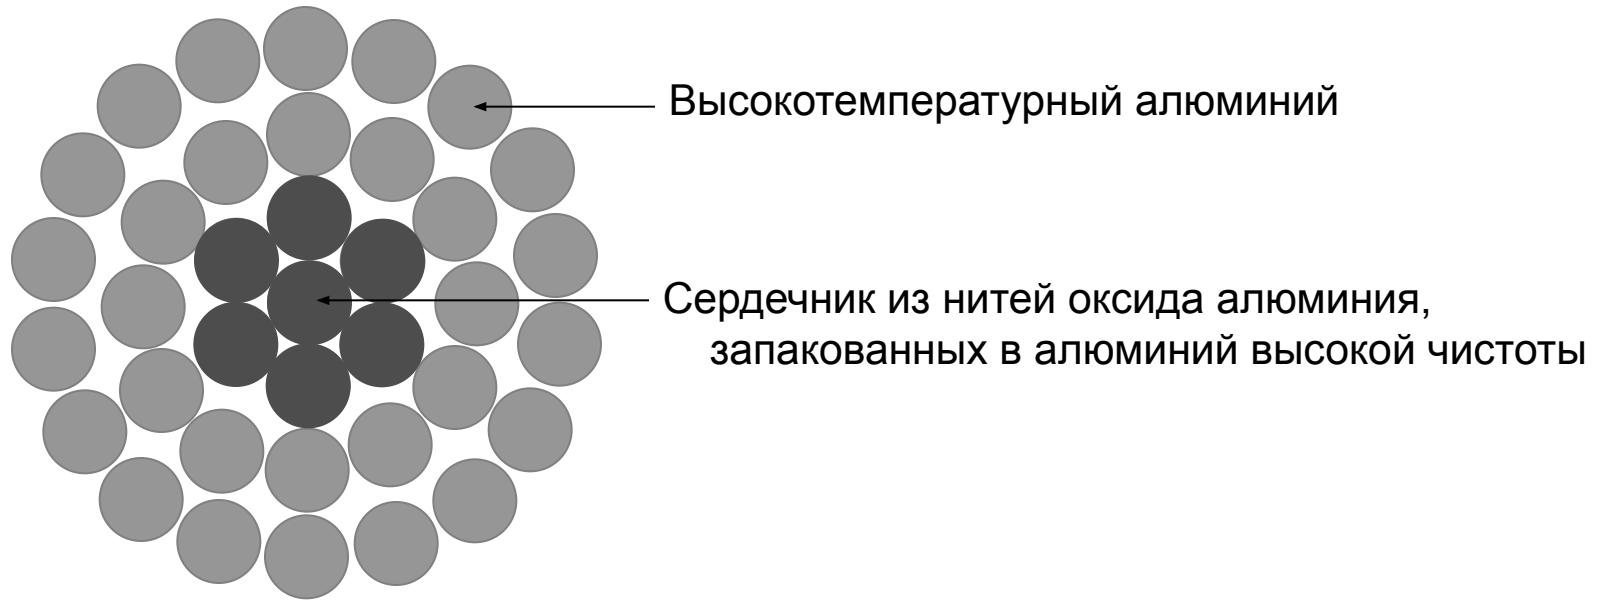 Высокотемпературный алюминий
Сердечник из нитей оксида алюминия,
запакованных в алюминий высокой чистоты